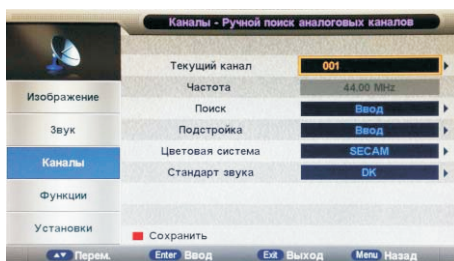 Каналы - Ручной поиск аналоговых каналов
Изображение
Звук
Каналы
Функции
Установки
Текущий канал 001
Частота 44.00 MHz
Поиск Ввод
Подстройка Ввод
Цветовая система SECAM
Стандарт звука DK
Сохранить
Перем. Enter Ввод Exit Выход Menu Назад